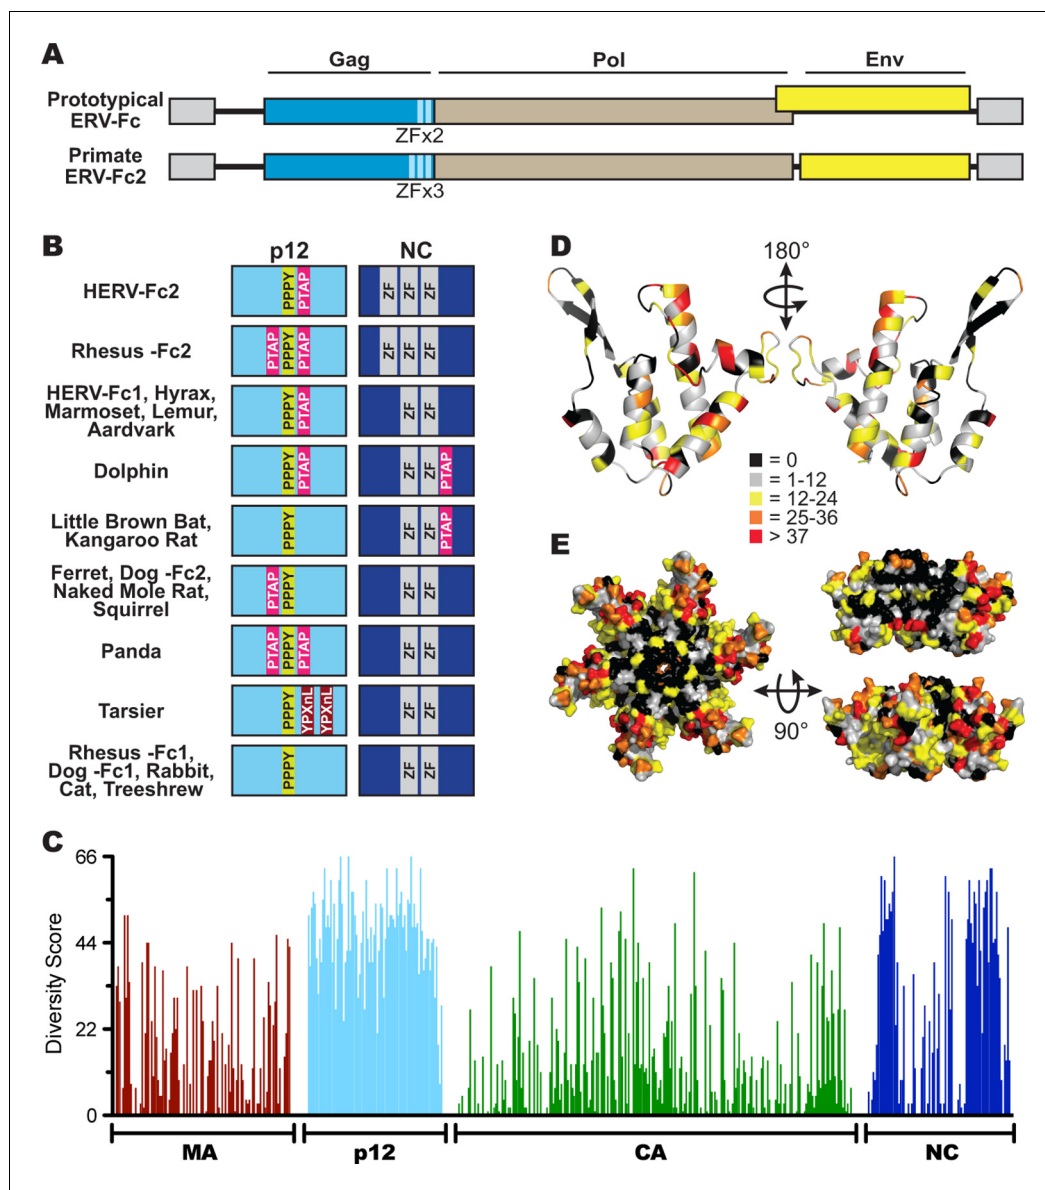 A
Gag
Pol
Env
Prototypical
ERV-Fc
ZFx2
Primate
ERV-Fc2
ZFx3
B
p12
NC
HERV-Fc2
PPPY
PTAP
ZF
ZF
ZF
Rhesus -Fc2
PTAP
PPPY
PTAP
ZF
ZF
ZF
HERV-Fc1, Hyrax,
Marmoset, Lemur,
Aardvark
PPPY
PTAP
ZF
ZF
Dolphin
PPPY
PTAP
ZF
ZF
PTAP
Little Brown Bat,
Kangaroo Rat
PPPY
ZF
ZF
PTAP
Ferret, Dog -Fc2,
Naked Mole Rat,
Squirrel
PTAP
PPPY
ZF
ZF
Panda
PTAP
PPPY
PTAP
ZF
ZF
Tarsier
PPPY
YPXnL
YPXnL
ZF
ZF
Rhesus -Fc1,
Dog -Fc1, Rabbit,
Cat, Treeshrew
PPPY
ZF
ZF
D
180°
= 0
= 1-12
= 12-24
= 25-36
> 37
E
90°
C
Diversity Score
66
44
22
0
MA
p12
CA
NC